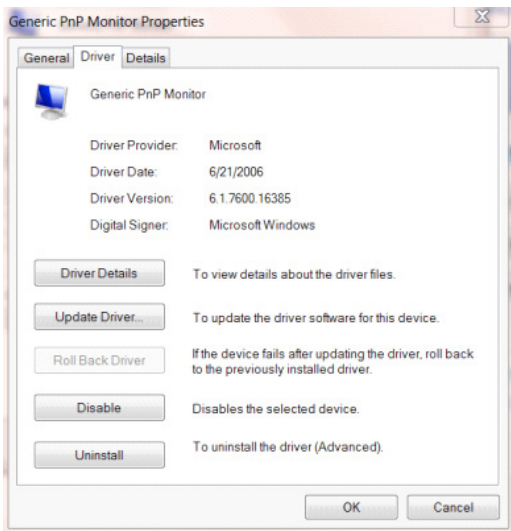 Generic PnP Monitor Properties
General Driver Details
Generic PnP Monitor
Driver Provider: Microsoft
Driver Date: 6/21/2006
Driver Version: 6.1.7600.16385
Digital Signer: Microsoft Windows
Driver Details To view details about the driver files.
Update Driver... To update the driver software for this device.
Roll Back Driver If the device fails after updating the driver, roll back
to the previously installed driver.
Disable Disables the selected device.
Uninstall To uninstall the driver (Advanced).
OK Cancel